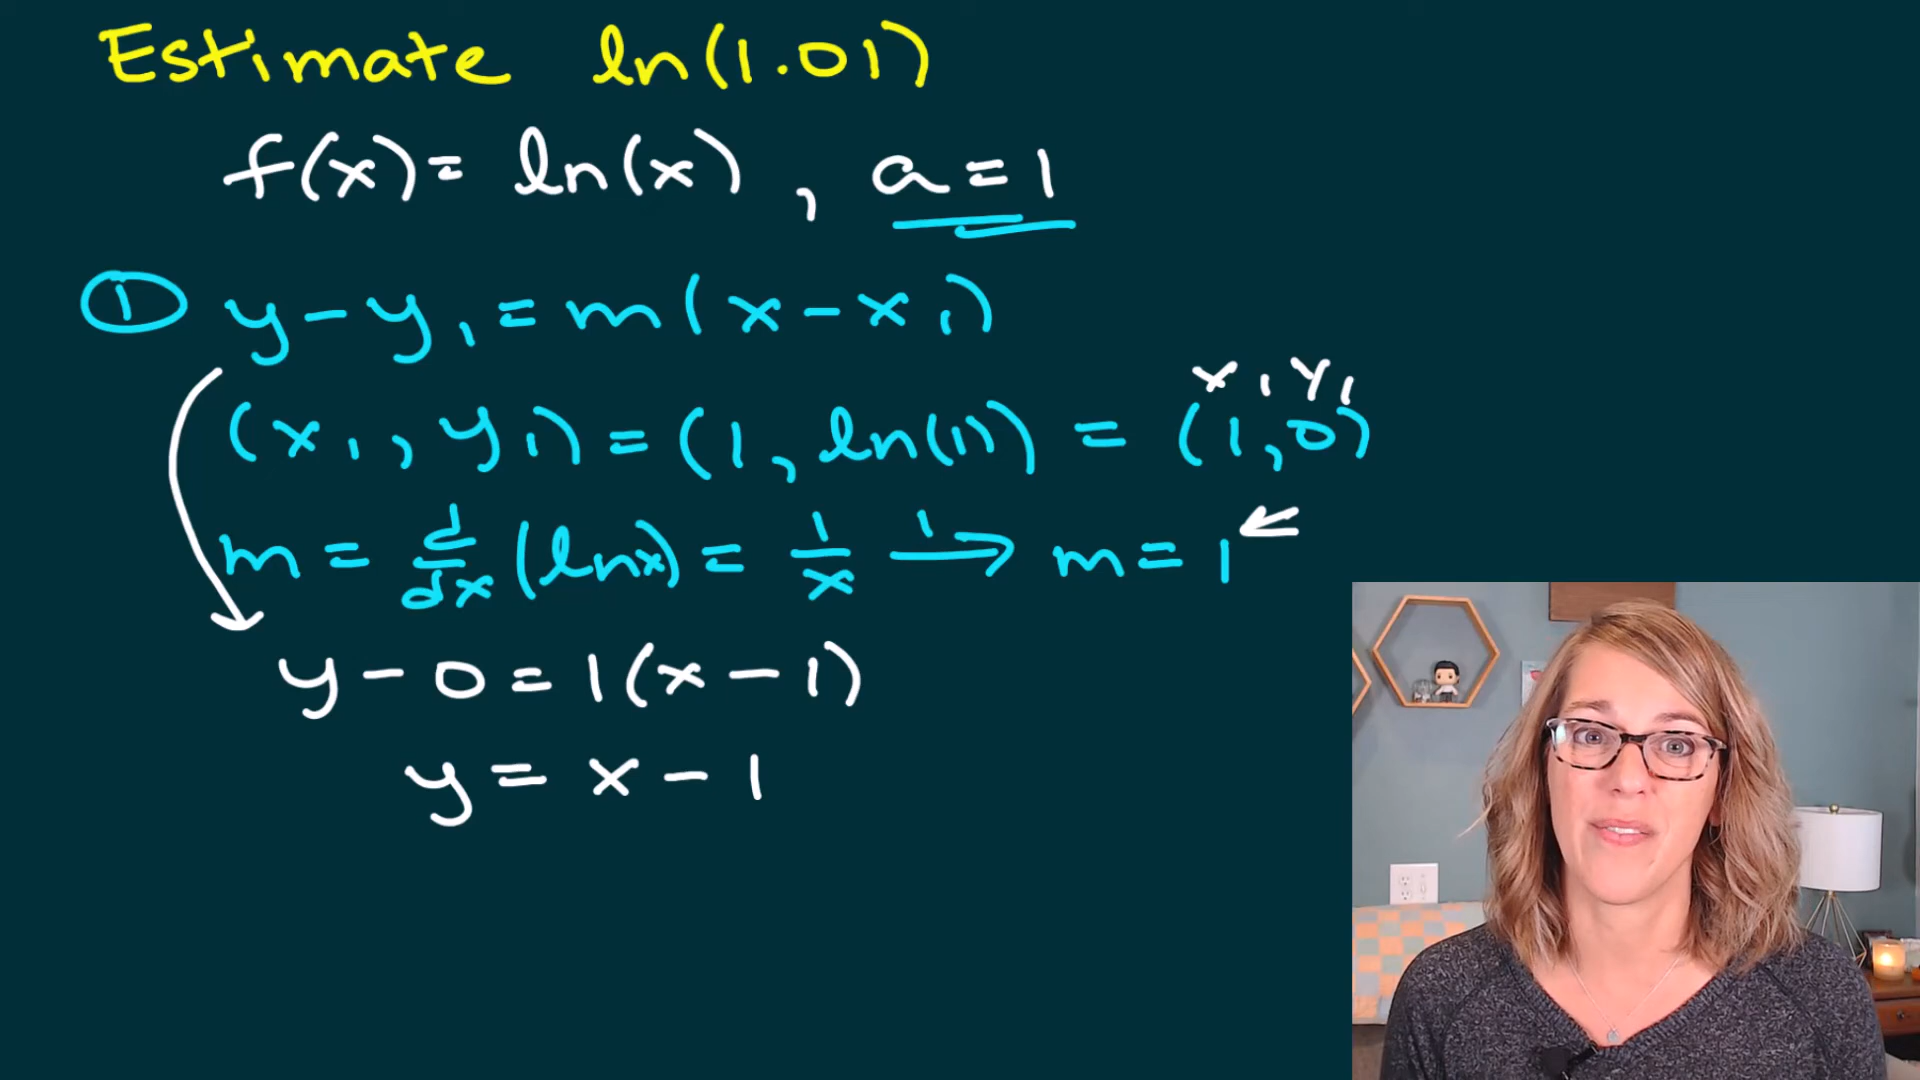 Estimate ln(1.01)
f(x) = ln(x) , a = 1
① y - y₁ = m(x - x₁)
x₁ y₁
(x₁, y₁) = (1, ln(1)) = (1, 0)
m = d/dx (lnx) = 1/x →¹ m = 1 ←
y - 0 = 1(x - 1)
y = x - 1